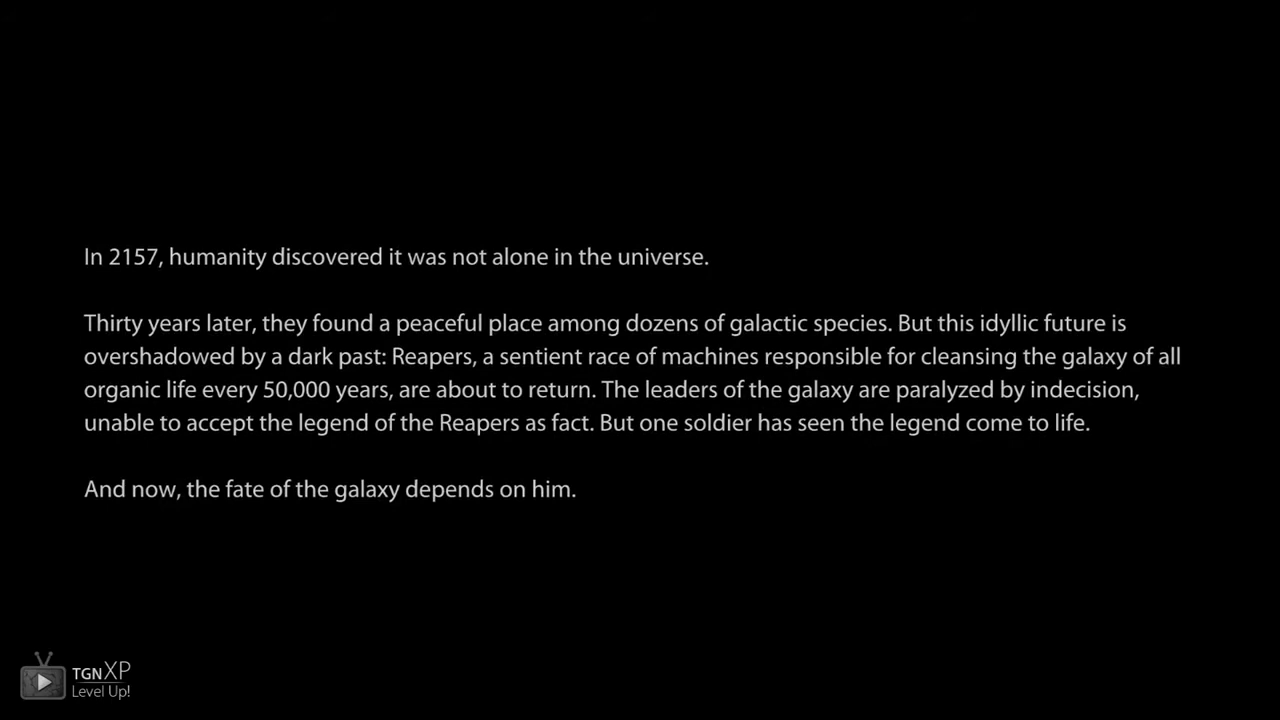 In 2157, humanity discovered it was not alone in the universe.
Thirty years later, they found a peaceful place among dozens of galactic species. But this idyllic future is
overshadowed by a dark past: Reapers, a sentient race of machines responsible for cleansing the galaxy of all
organic life every 50,000 years, are about to return. The leaders of the galaxy are paralyzed by indecision,
unable to accept the legend of the Reapers as fact. But one soldier has seen the legend come to life.
And now, the fate of the galaxy depends on him.
TGN XP
Level Up!